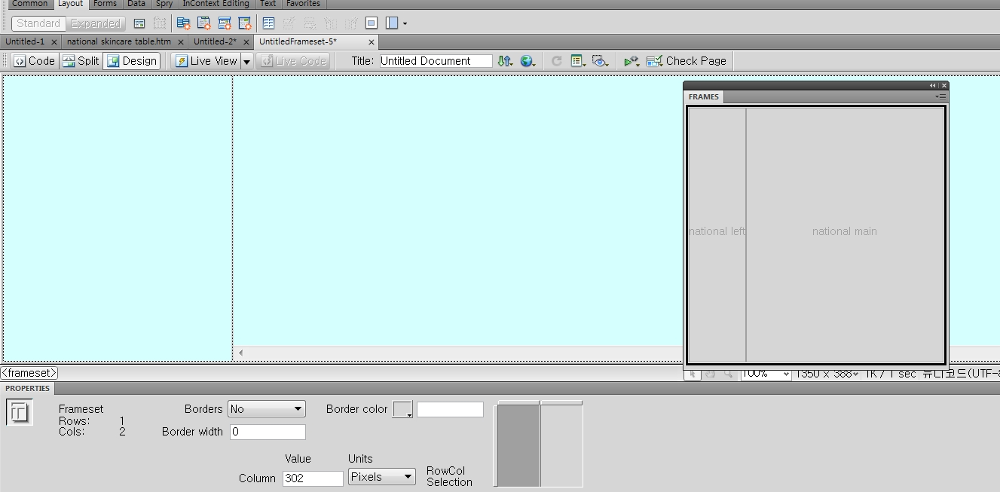 Common Layout Forms Data Spry InContext Editing Text Favorites
Standard Expanded
Untitled-1 national skincare table.htm Untitled-2* UntitledFrameset-5*
Code Split Design Live View Live Code Title: Untitled Document Check Page
FRAMES
national left national main
<frameset> 100% 1350 x 388 1K / 1 sec 유니코드(UTF-8
PROPERTIES
Frameset Borders No Border color
Rows: 1
Cols: 2 Border width 0
Value Units
Column 302 Pixels RowCol
Selection